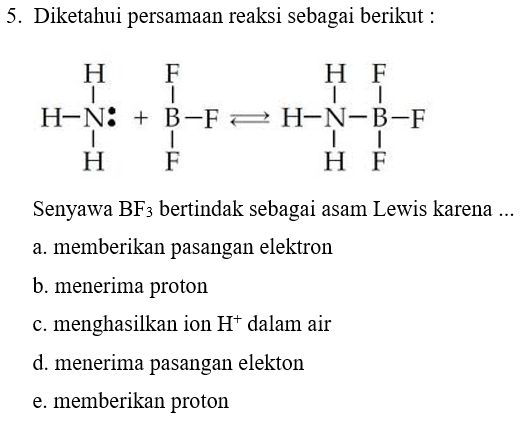 5. Diketahui persamaan reaksi sebagai berikut :
H F H F
H–N: + B–F ⇌ H–N–B–F
H F H F
Senyawa BF₃ bertindak sebagai asam Lewis karena ...
a. memberikan pasangan elektron
b. menerima proton
c. menghasilkan ion H⁺ dalam air
d. menerima pasangan elekton
e. memberikan proton